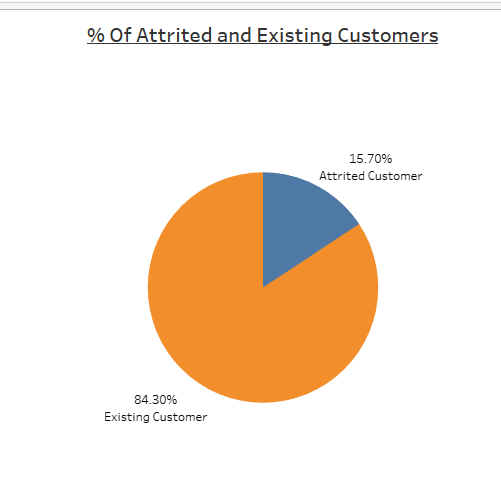 % Of Attrited and Existing Customers
15.70%
Attrited Customer
84.30%
Existing Customer